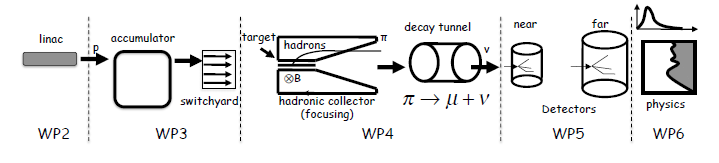 linac
p
accumulator
switchyard
target
hadrons
π
⊗B
hadronic collector
(focusing)
decay tunnel
ν
π → μ + ν
near
far
Detectors
physics
WP2
WP3
WP4
WP5
WP6